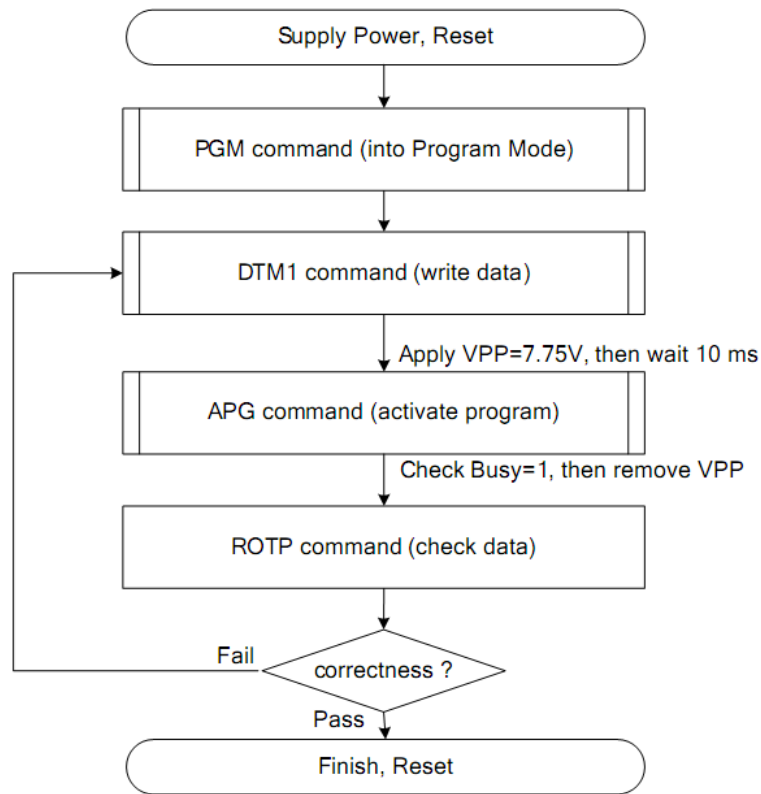 Supply Power, Reset
PGM command (into Program Mode)
DTM1 command (write data)
Apply VPP=7.75V, then wait 10 ms
APG command (activate program)
Check Busy=1, then remove VPP
ROTP command (check data)
Fail
correctness ?
Pass
Finish, Reset